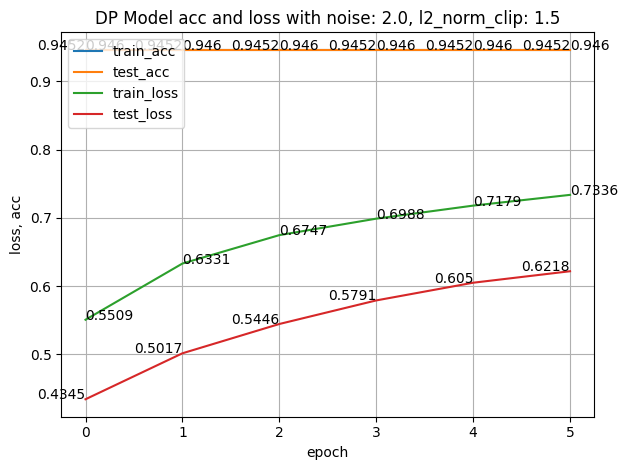 DP Model acc and loss with noise: 2.0, l2_norm_clip: 1.5
0.9452 0.946 0.9452 0.946 0.9452 0.946 0.9452 0.946 0.9452 0.946 0.9452 0.946
train_acc
test_acc
train_loss
test_loss
0.9
0.8
0.7
0.6
0.5
loss, acc
0.5509
0.6331
0.6747
0.6988
0.7179
0.7336
0.4345
0.5017
0.5446
0.5791
0.605
0.6218
0 1 2 3 4 5
epoch